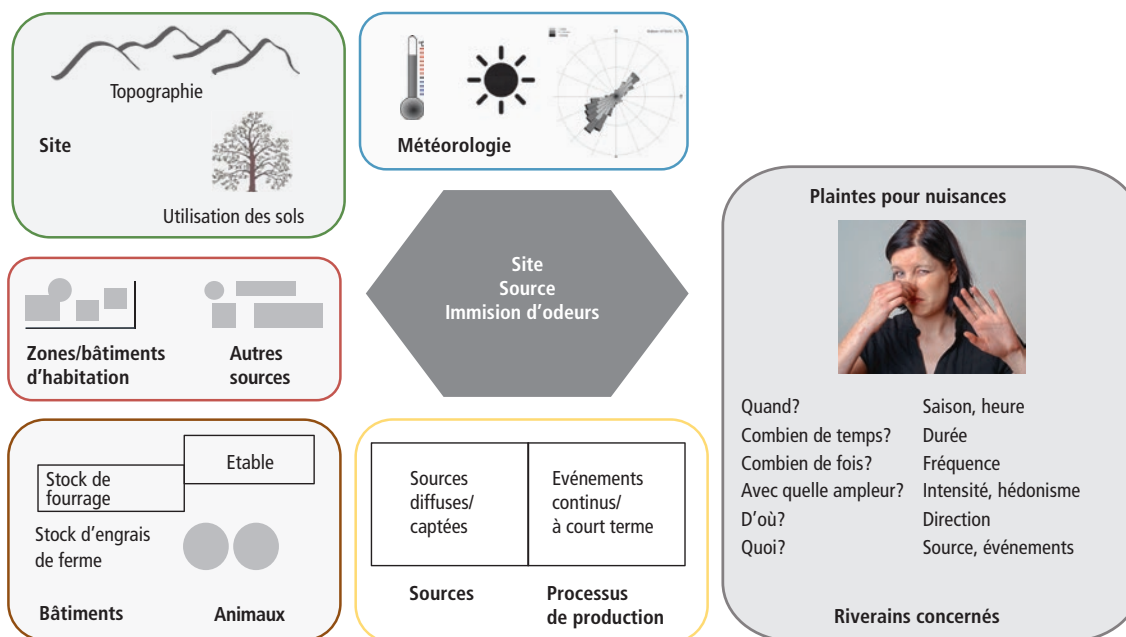 Topographie
Site
Utilisation des sols
Météorologie
Site
Source
Immision d'odeurs
Zones/bâtiments
d'habitation
Autres
sources
Etable
Stock de
fourrage
Stock d'engrais
de ferme
Bâtiments
Animaux
Sources
diffuses/
captées
Evénements
continus/
à court terme
Sources
Processus
de production
Plaintes pour nuisances
Quand? Saison, heure
Combien de temps? Durée
Combien de fois? Fréquence
Avec quelle ampleur? Intensité, hédonisme
D'où? Direction
Quoi? Source, événements
Riverains concernés